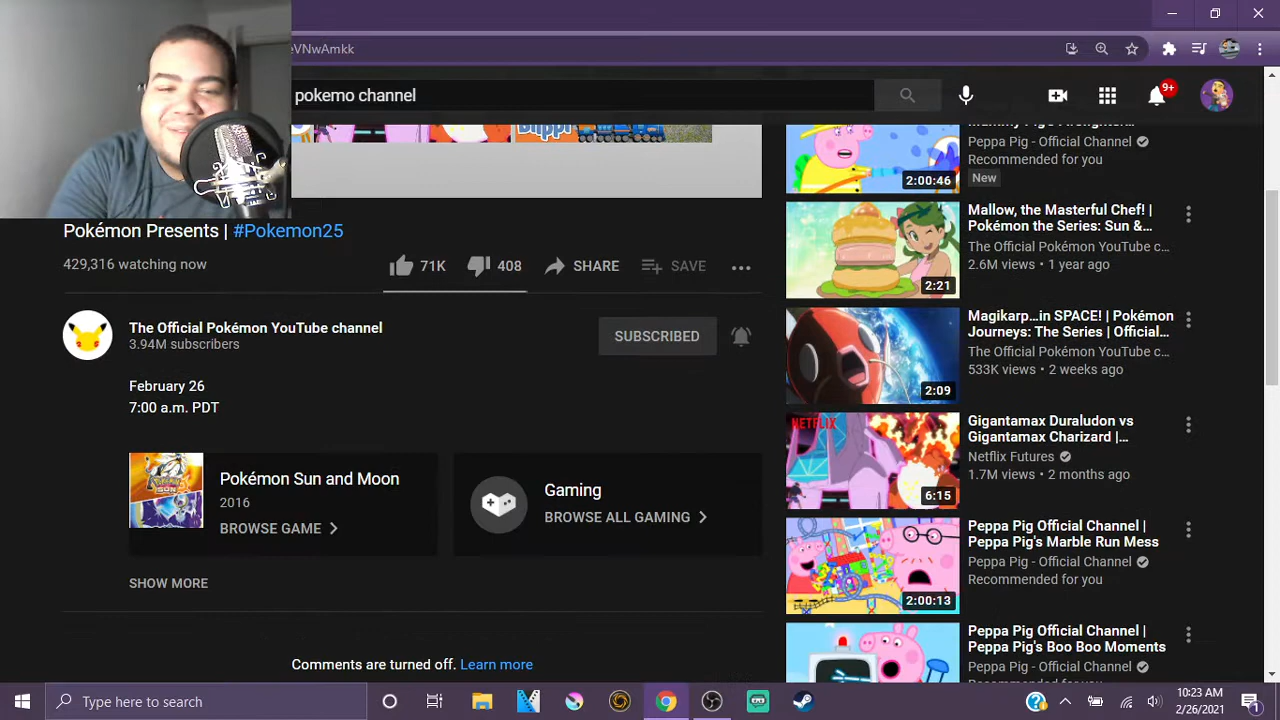 eVNwAmkk
pokemo channel
9+
Blippi
Pokémon Presents | #Pokemon25
429,316 watching now
71K
408
SHARE
SAVE
The Official Pokémon YouTube channel
3.94M subscribers
SUBSCRIBED
February 26
7:00 a.m. PDT
Pokémon Sun and Moon
2016
BROWSE GAME
Gaming
BROWSE ALL GAMING
SHOW MORE
Comments are turned off. Learn more
2:00:46
Peppa Pig - Official Channel
Recommended for you
New
2:21
Mallow, the Masterful Chef! |
Pokémon the Series: Sun &...
The Official Pokémon YouTube c...
2.6M views • 1 year ago
2:09
Magikarp...in SPACE! | Pokémon
Journeys: The Series | Official...
The Official Pokémon YouTube c...
533K views • 2 weeks ago
NETFLIX
6:15
Gigantamax Duraludon vs
Gigantamax Charizard |...
Netflix Futures
1.7M views • 2 months ago
2:00:13
Peppa Pig Official Channel |
Peppa Pig's Marble Run Mess
Peppa Pig - Official Channel
Recommended for you
Peppa Pig Official Channel |
Peppa Pig's Boo Boo Moments
Peppa Pig - Official Channel
Type here to search
10:23 AM
2/26/2021
1